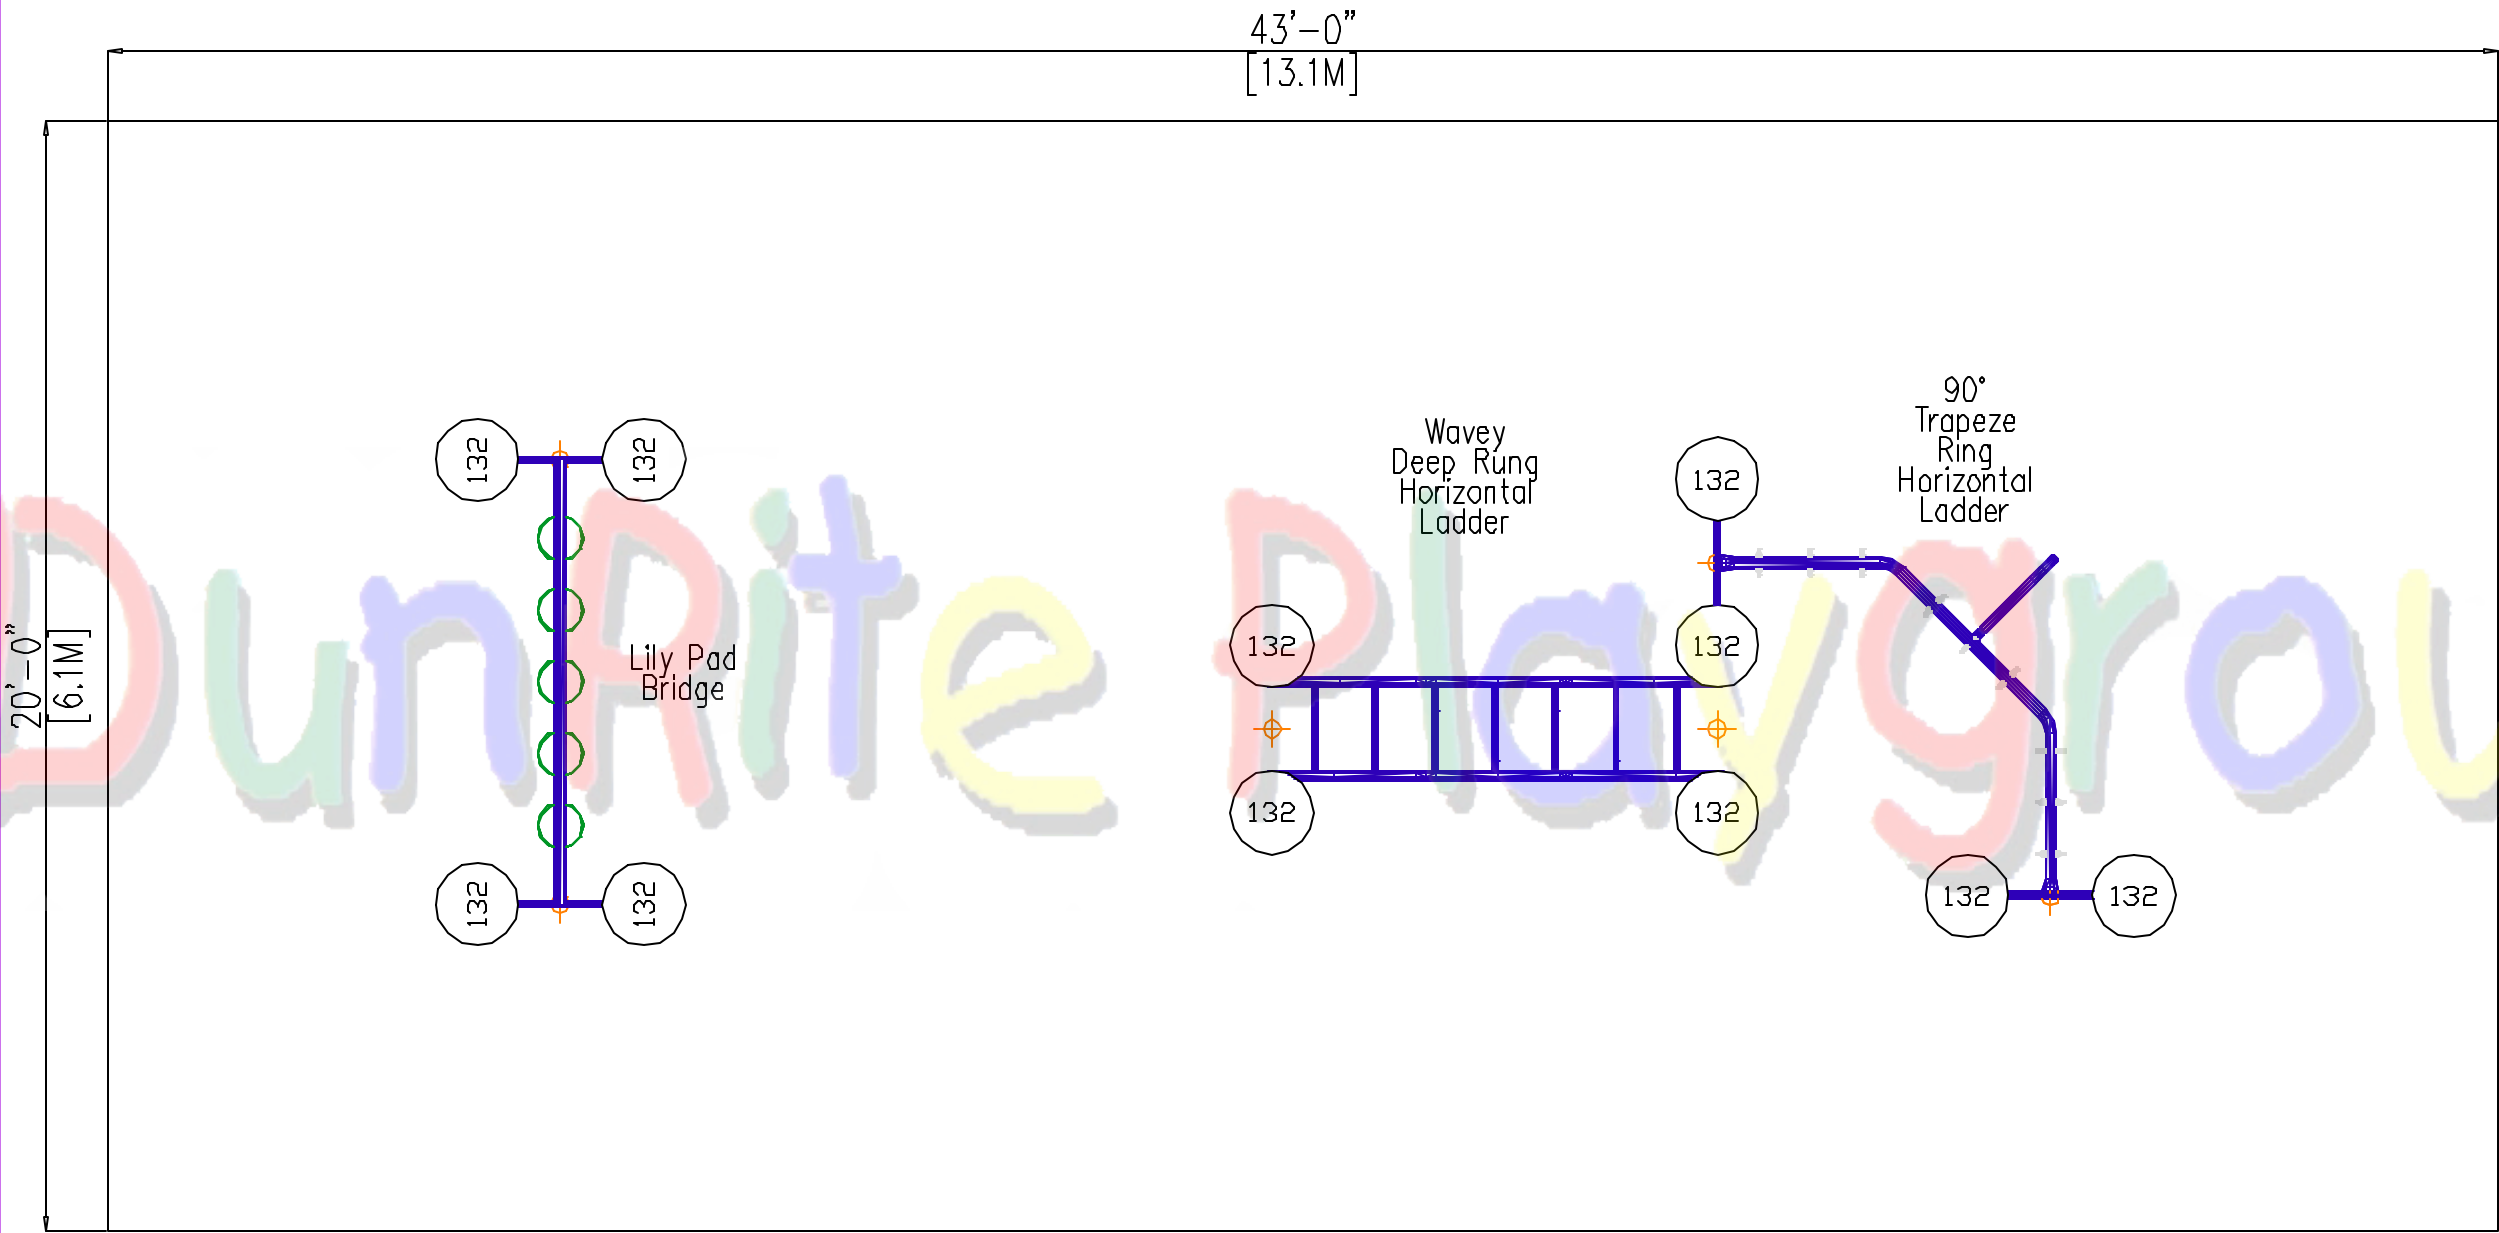 43'-0"
[13.1M]
20'-0"
[6.1M]
132
132
Lily Pad
Bridge
132
132
Wavey
Deep Rung
Horizontal
Ladder
90°
Trapeze
Ring
Horizontal
Ladder
132
132
132
132
132
132
132
DunRite Playgrou